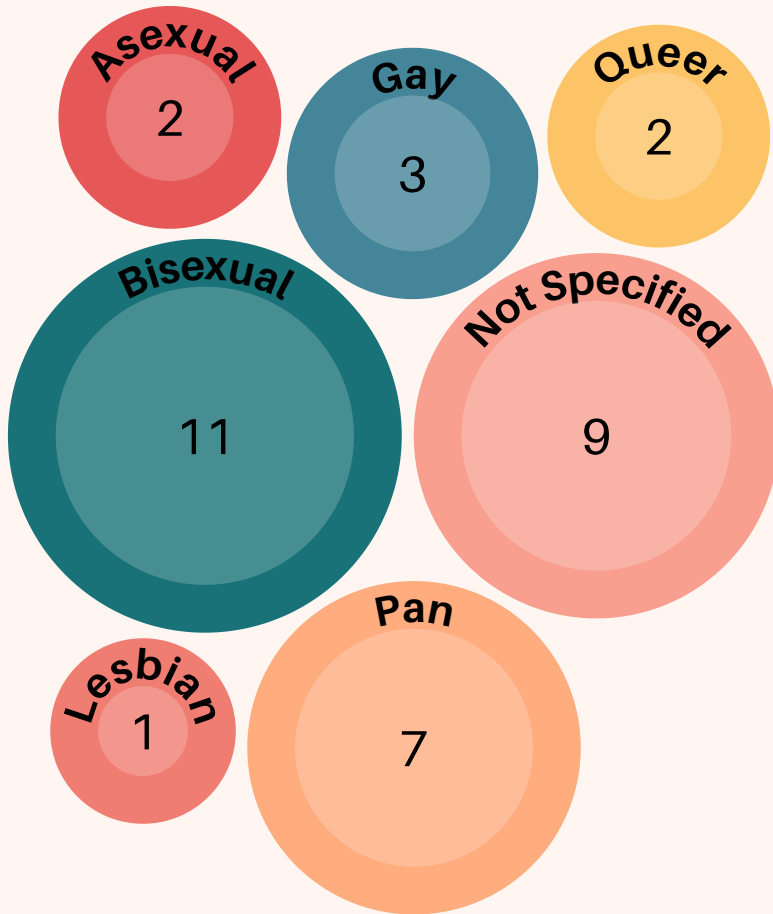 Asexual
2
Gay
3
Queer
2
Bisexual
11
Not Specified
9
Lesbian
1
Pan
7